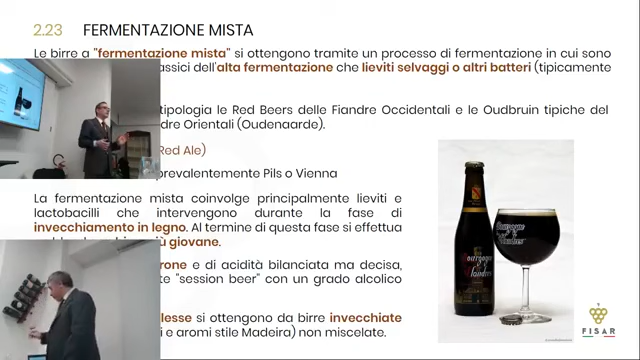 2.23 FERMENTAZIONE MISTA
Le birre a "fermentazione mista" si ottengono tramite un processo di fermentazione in cui sono
assici dell'alta fermentazione che lieviti selvaggi o altri batteri (tipicamente
tipologia le Red Beers delle Fiandre Occidentali e le Oudbruin tipiche del
dre Orientali (Oudenaarde).
Red Ale)
prevalentemente Pils o Vienna
La fermentazione mista coinvolge principalmente lieviti e
lactobacilli che intervengono durante la fase di
invecchiamento in legno. Al termine di questa fase si effettua
più giovane.
rone e di acidità bilanciata ma decisa,
te "session beer" con un grado alcolico
lesse si ottengono da birre invecchiate
i e aromi stile Madeira) non miscelate.
FISAR